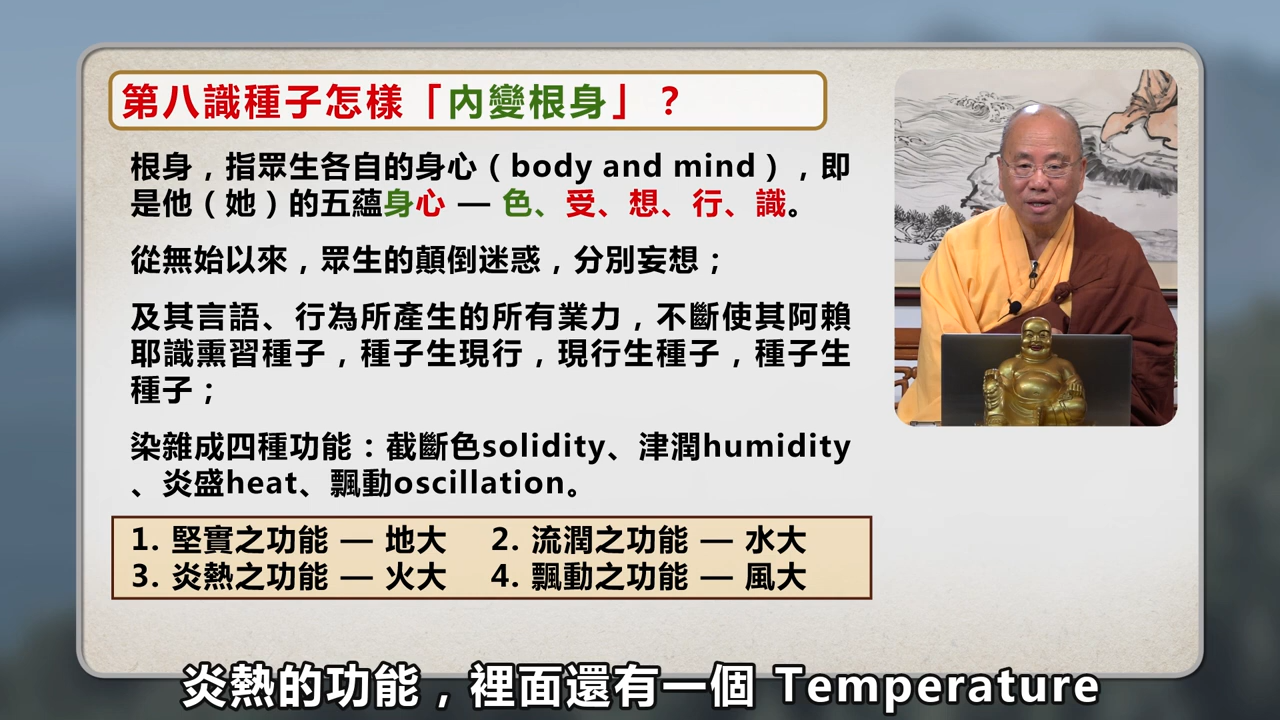 第八識種子怎樣「內變根身」？
根身，指眾生各自的身心（body and mind），即
是他（她）的五蘊身心 — 色、受、想、行、識。
從無始以來，眾生的顛倒迷惑，分別妄想；
及其言語、行為所產生的所有業力，不斷使其阿賴
耶識熏習種子，種子生現行，現行生種子，種子生
種子；
染雜成四種功能：截斷色solidity、津潤humidity
、炎盛heat、飄動oscillation。
1. 堅實之功能 — 地大 2. 流潤之功能 — 水大
3. 炎熱之功能 — 火大 4. 飄動之功能 — 風大
炎熱的功能，裡面還有一個 Temperature